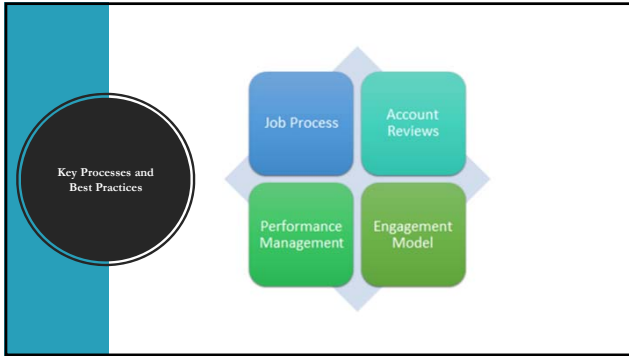 Key Processes and
Best Practices
Job Process
Account
Reviews
Performance
Management
Engagement
Model